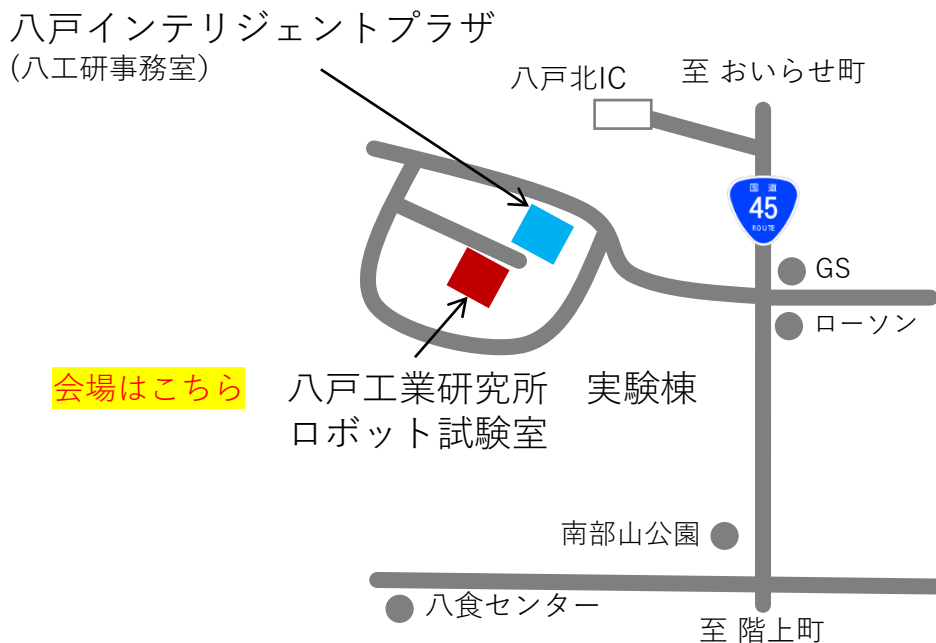 八戸インテリジェントプラザ
(八工研事務室)
八戸北IC
至 おいらせ町
国道
45
ROUTE
GS
ローソン
会場はこちら
八戸工業研究所　実験棟
ロボット試験室
南部山公園
八食センター
至 階上町